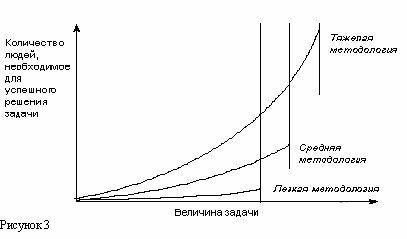 Количество
людей,
необходимое
для
успешного
решения
задачи
Тяжелая
методология
Средняя
методология
Легкая методология
Величина задачи
Рисунок 3